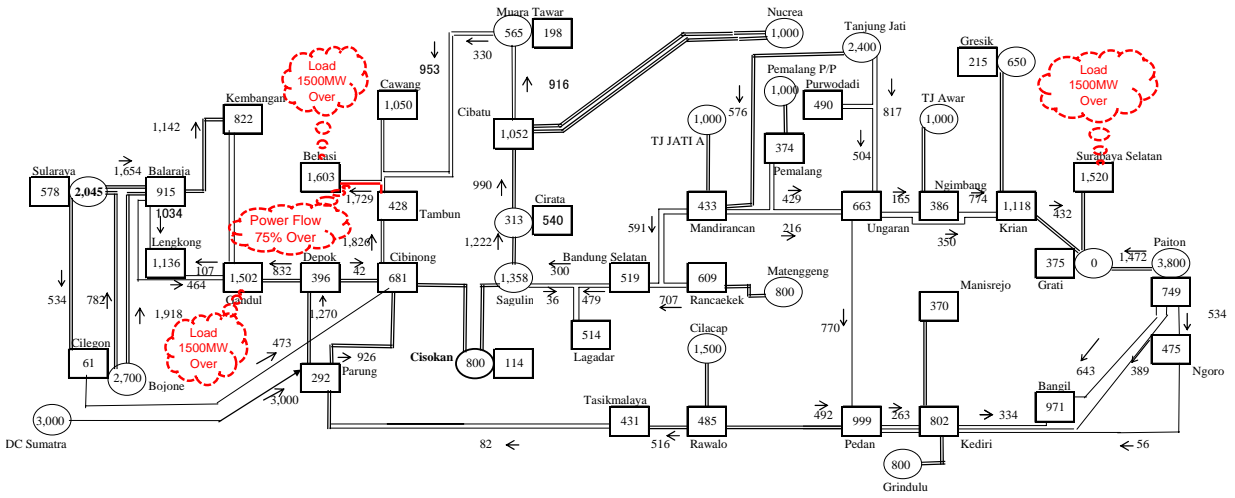 Muara Tawar
565
198
330
953
916
Nucrea
1,000
Tanjung Jati
2,400
Gresik
215
650
Load
1500MW
Over
Load
1500MW
Over
Cawang
1,050
Kembangan
822
1,142
Cibatu
1,052
Pemalang P/P
1,000
Purwodadi
490
817
576
TJ JATI A
1,000
374
Pemalang
504
TJ Awar
1,000
Surabaya Selatan
1,520
Sularaya
578
2,045
1,654
Balaraja
915
Bekasi
1,603
1,729
428
Tambun
990
313
Cirata
540
433
Mandirancan
429
216
663
Ungaran
165
Ngimbang
386
774
350
1,118
Krian
432
1034
Lengkong
1,136
107
464
Power Flow
75% Over
1,826
1,222
591
1,502
Gandul
832
Depok
396
42
Cibinong
681
1,358
Sagulin
300
36
479
Bandung Selatan
519
609
Rancaekek
707
Matenggeng
800
375
Grati
0
1,472
Paiton
3,800
749
534
782
1,918
1,270
Load
1500MW
Over
514
Lagadar
770
Manisrejo
370
534
475
Ngoro
Cilegon
61
2,700
Bojone
473
926
292
Parung
3,000
Cisokan
800
114
Cilacap
1,500
643
389
Bangil
971
DC Sumatra
3,000
Tasikmalaya
431
82
516
485
Rawalo
492
999
Pedan
263
802
Kediri
334
56
800
Grindulu